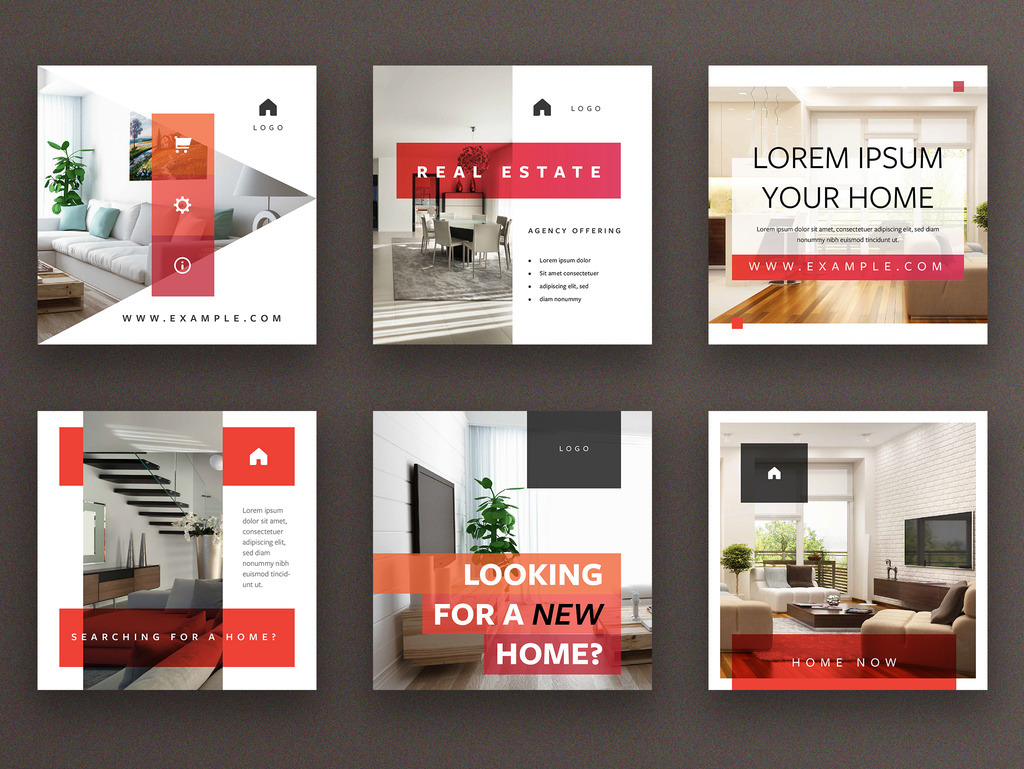 LOGO
WWW.EXAMPLE.COM
LOGO
REAL ESTATE
AGENCY OFFERING
• Lorem ipsum dolor
• Sit amet consectetuer
• adipiscing elit, sed
• diam nonummy
LOREM IPSUM
YOUR HOME
Lorem ipsum dolor sit amet, consectetuer adipiscing elit, sed diam
nonummy nibh euismod tincidunt ut.
WWW.EXAMPLE.COM
Lorem ipsum
dolor sit amet,
consectetuer
adipiscing elit,
sed diam
nonummy nibh
euismod tincid-
unt ut.
SEARCHING FOR A HOME?
LOGO
LOOKING
FOR A NEW
HOME?
HOME NOW